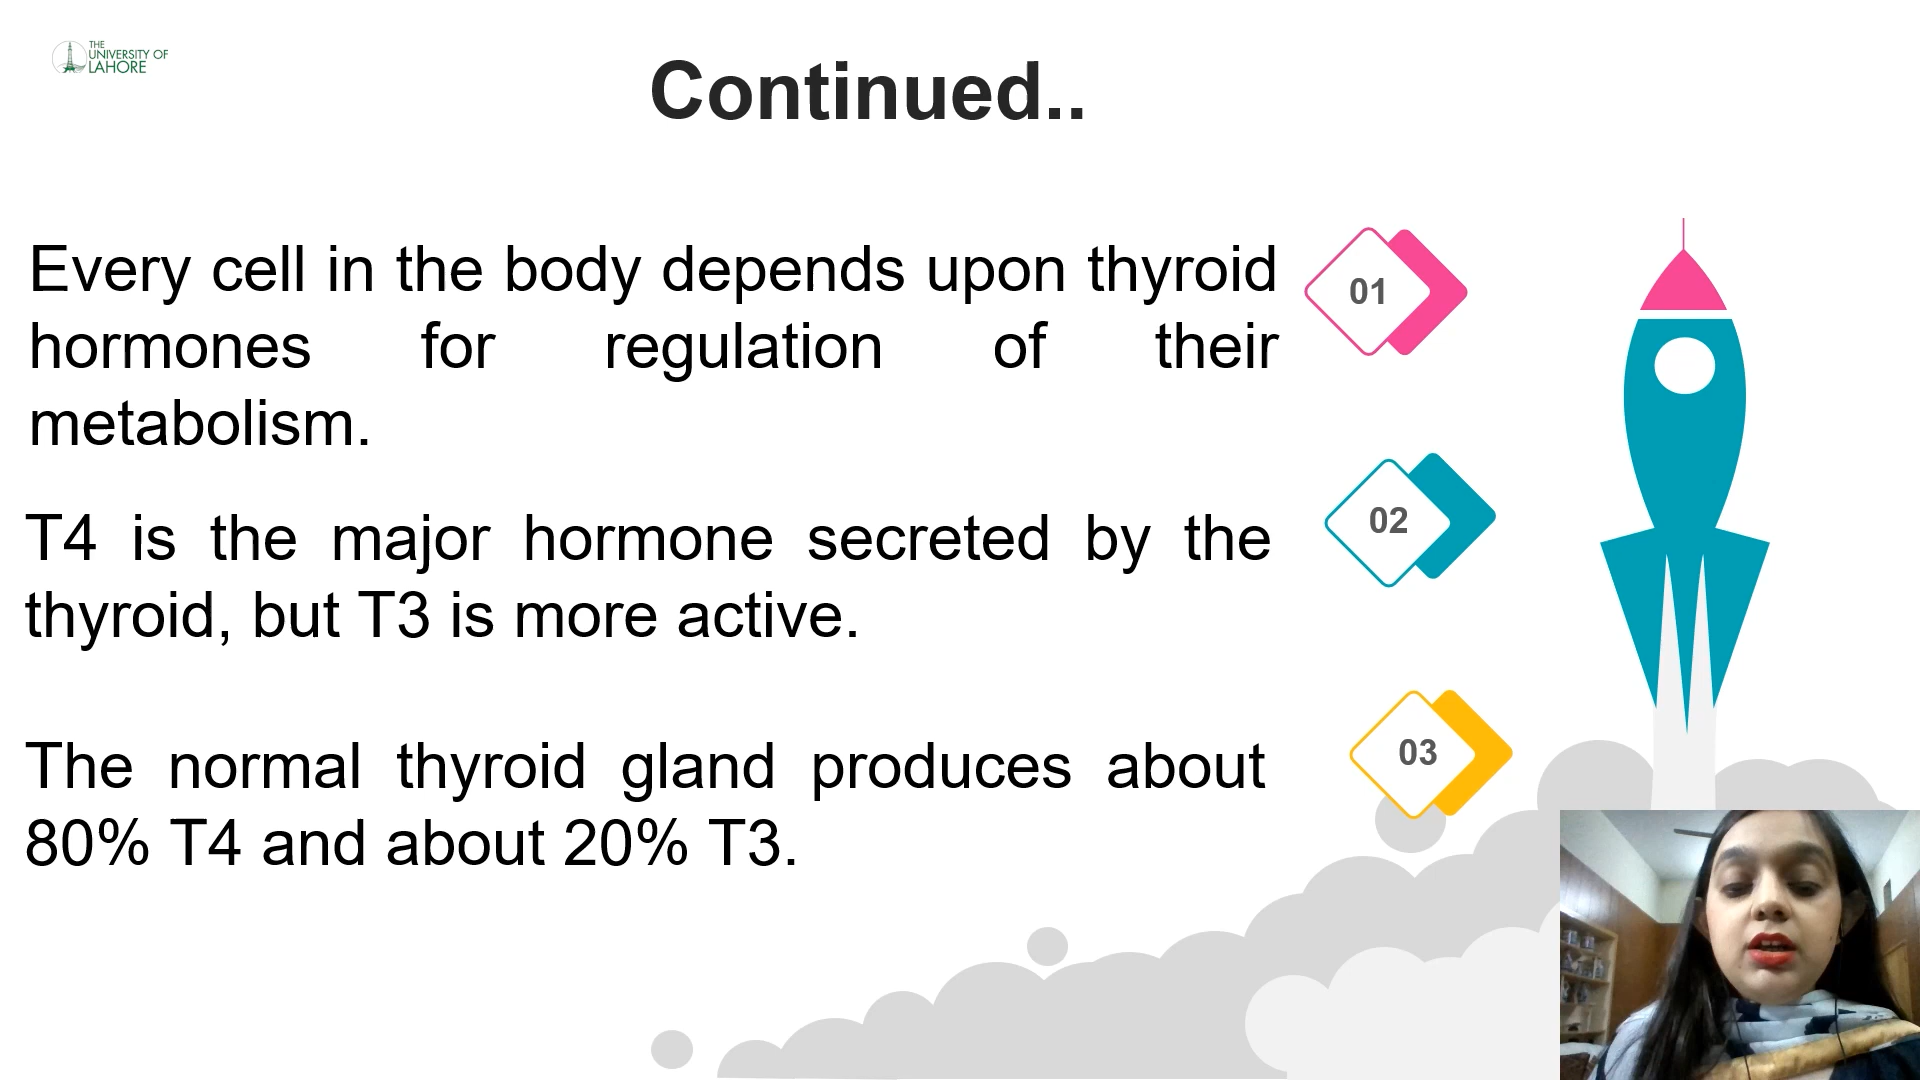 THE
UNIVERSITY OF
LAHORE
Continued..
Every cell in the body depends upon thyroid
hormones for regulation of their
metabolism.
01
T4 is the major hormone secreted by the
thyroid, but T3 is more active.
02
The normal thyroid gland produces about
80% T4 and about 20% T3.
03